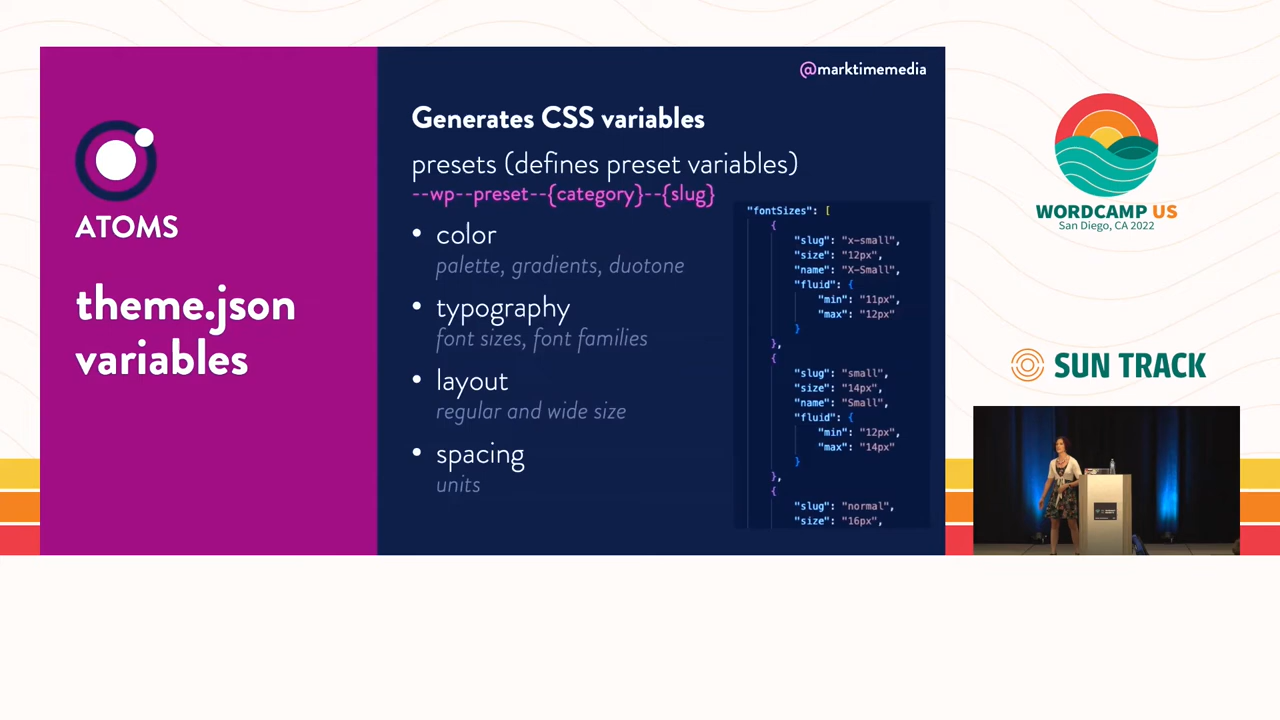 @marktimemedia
ATOMS
theme.json
variables
Generates CSS variables
presets (defines preset variables)
--wp--preset--{category}--{slug}
• color
palette, gradients, duotone
• typography
font sizes, font families
• layout
regular and wide size
• spacing
units
"fontSizes": [
{
"slug": "x-small",
"size": "12px",
"name": "X-Small",
"fluid": {
"min": "11px",
"max": "12px"
}
},
{
"slug": "small",
"size": "14px",
"name": "Small",
"fluid": {
"min": "12px",
"max": "14px"
}
},
{
"slug": "normal",
"size": "16px",
WORDCAMP US
San Diego, CA 2022
SUN TRACK